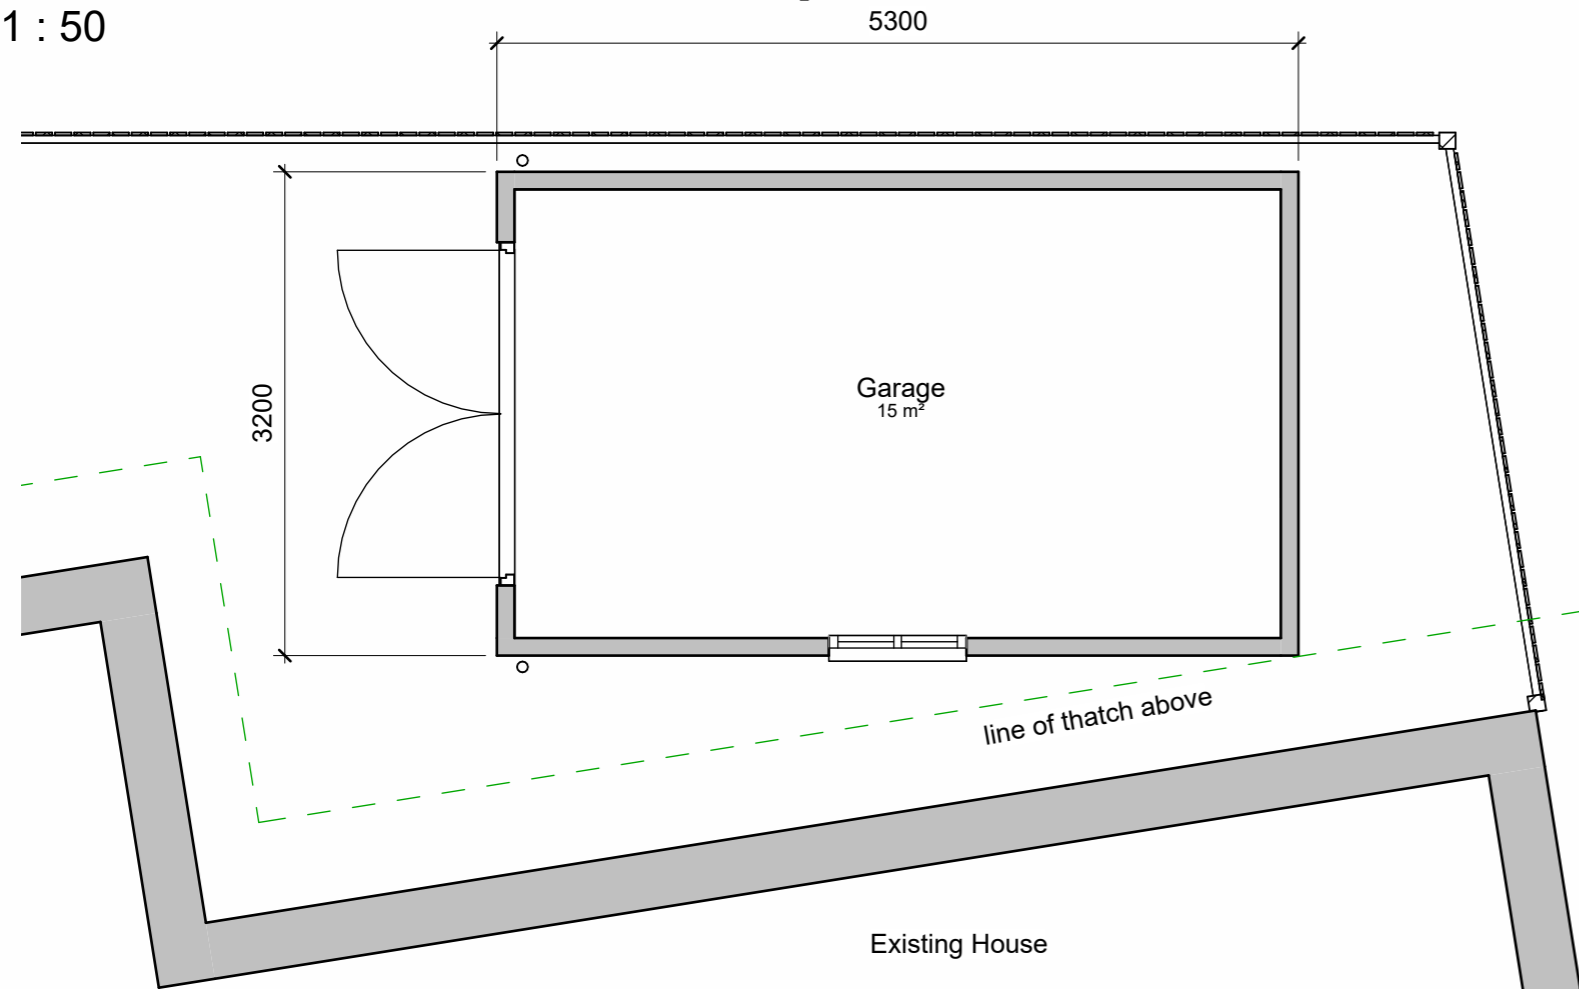 1 : 50
5300
3200
Garage
15 m²
line of thatch above
Existing House